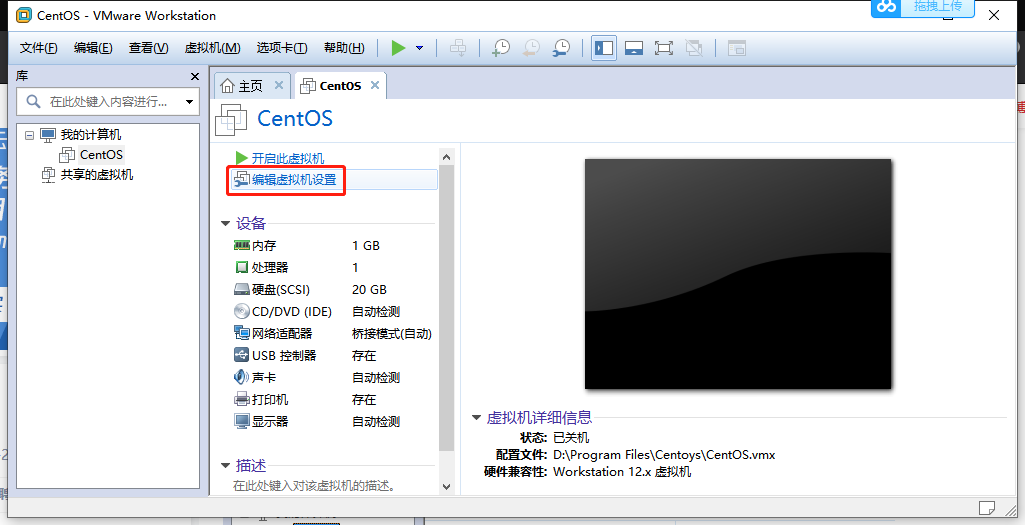 CentOS - VMware Workstation
拖拽上传
文件(F) 编辑(E) 查看(V) 虚拟机(M) 选项卡(T) 帮助(H)
库
在此处键入内容进行...
我的计算机
CentOS
共享的虚拟机
主页 CentOS
CentOS
开启此虚拟机
编辑虚拟机设置
设备
内存 1 GB
处理器 1
硬盘(SCSI) 20 GB
CD/DVD (IDE) 自动检测
网络适配器 桥接模式(自动)
USB 控制器 存在
声卡 自动检测
打印机 存在
显示器 自动检测
描述
在此处键入对该虚拟机的描述。
虚拟机详细信息
状态: 已关机
配置文件: D:\Program Files\Centoys\CentOS.vmx
硬件兼容性: Workstation 12.x 虚拟机